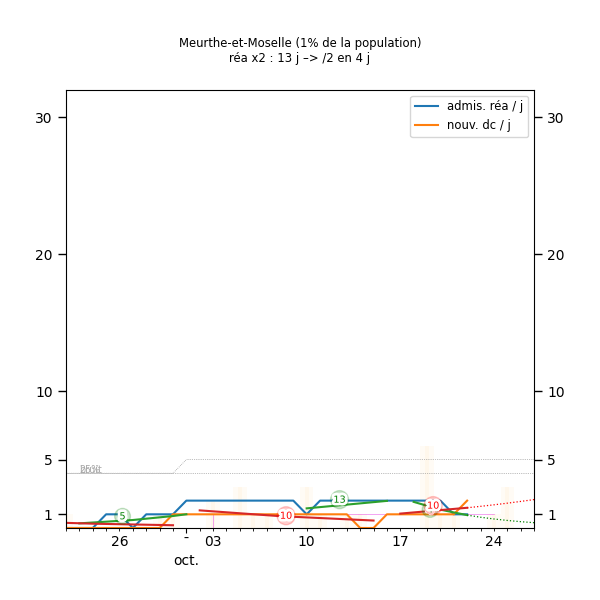 Meurthe-et-Moselle (1% de la population)
réa x2 : 13 j –> /2 en 4 j
admis. réa / j
nouv. dc / j
30 30
20 20
10 10
5 5
1 1
5
10
13
10
26 - 03 10 17 24
oct.